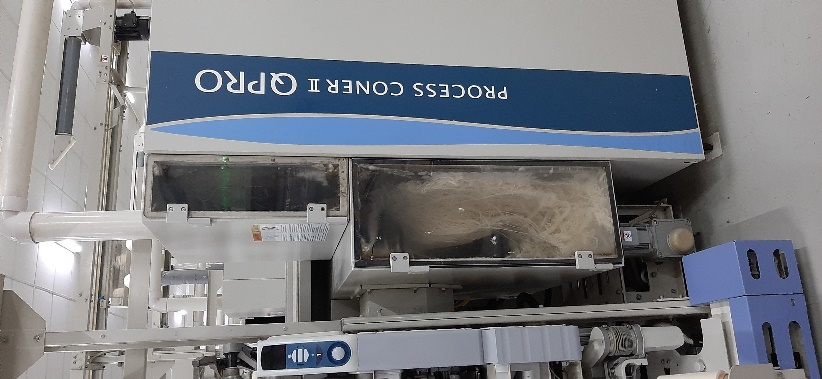 PROCESS CONER II QPRO